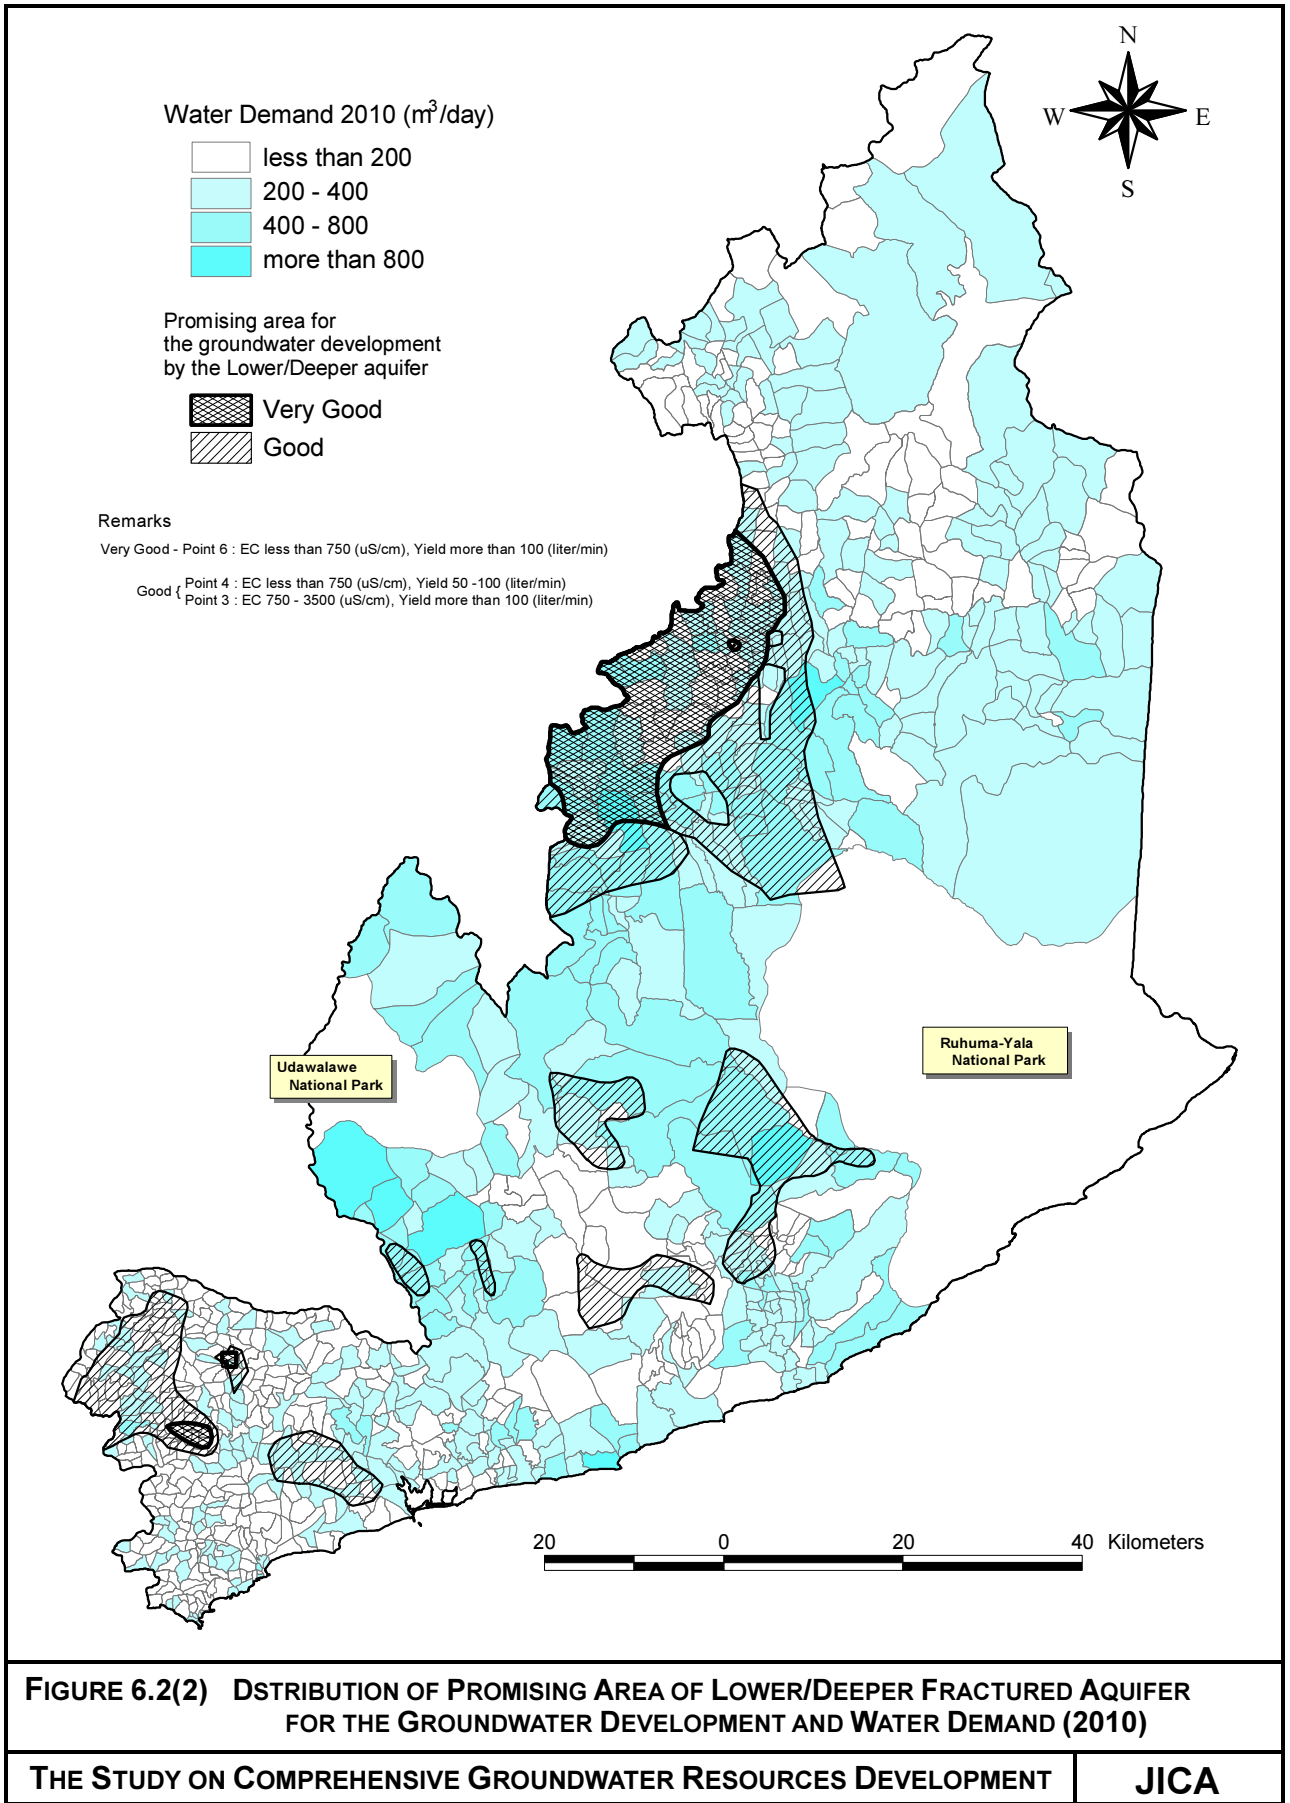 N
W
E
S
Water Demand 2010 (m³/day)
less than 200
200 - 400
400 - 800
more than 800
Promising area for
the groundwater development
by the Lower/Deeper aquifer
Very Good
Good
Remarks
Very Good - Point 6 : EC less than 750 (uS/cm), Yield more than 100 (liter/min)
Good { Point 4 : EC less than 750 (uS/cm), Yield 50 -100 (liter/min)
Point 3 : EC 750 - 3500 (uS/cm), Yield more than 100 (liter/min)
Ruhuma-Yala
National Park
Udawalawe
National Park
20 0 20 40 Kilometers
FIGURE 6.2(2) DSTRIBUTION OF PROMISING AREA OF LOWER/DEEPER FRACTURED AQUIFER
FOR THE GROUNDWATER DEVELOPMENT AND WATER DEMAND (2010)
THE STUDY ON COMPREHENSIVE GROUNDWATER RESOURCES DEVELOPMENT
JICA